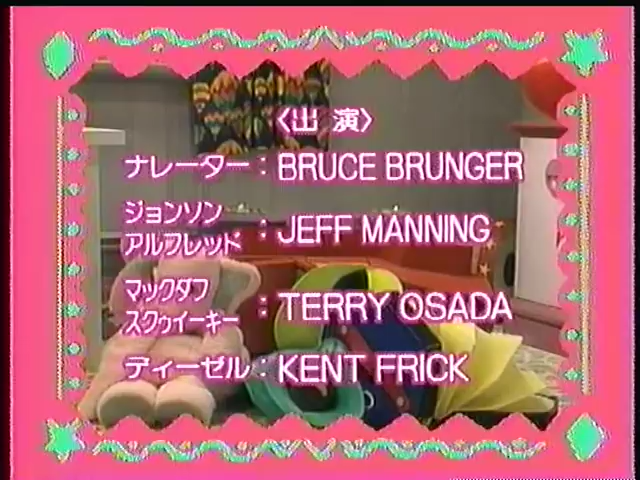 〈出 演〉
ナレーター : BRUCE BRUNGER
ジョンソン
アルフレッド : JEFF MANNING
マックダフ
スクゥイーキー : TERRY OSADA
ディーゼル : KENT FRICK